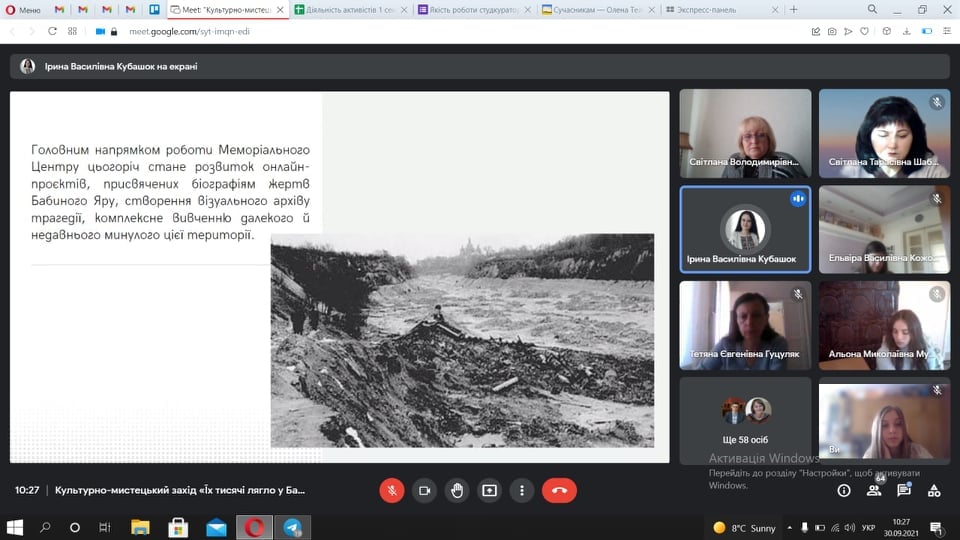 Меню
Meet: "Культурно-мистець
Діяльність активістів 1 сем
Якість роботи студкуратор
Сучасникам — Олена Тел
Экспресс-панель
meet.google.com/syt-imqn-edi
Ірина Василівна Кубашок на екрані
Головним напрямком роботи Меморіального
Центру цьогоріч стане розвиток онлайн-
проєктів, присвячених біографіям жертв
Бабиного Яру, створення візуального архіву
трагедії, комплексне вивченню далекого й
недавнього минулого цієї території.
Світлана Володимирівн...
Світлана Тарасівна Шаб...
Ірина Василівна Кубашок
Ельвіра Василівна Кожо...
Тетяна Євгенівна Гуцуляк
Альона Миколаївна Му...
Ще 58 осіб
Ви
Активація Windows
Перейдіть до розділу "Настройки", щоб активувати
Windows.
10:27 | Культурно-мистецький захід «Їх тисячі лягло у Ба...
64
8°C Sunny
УКР
10:27
30.09.2021
1